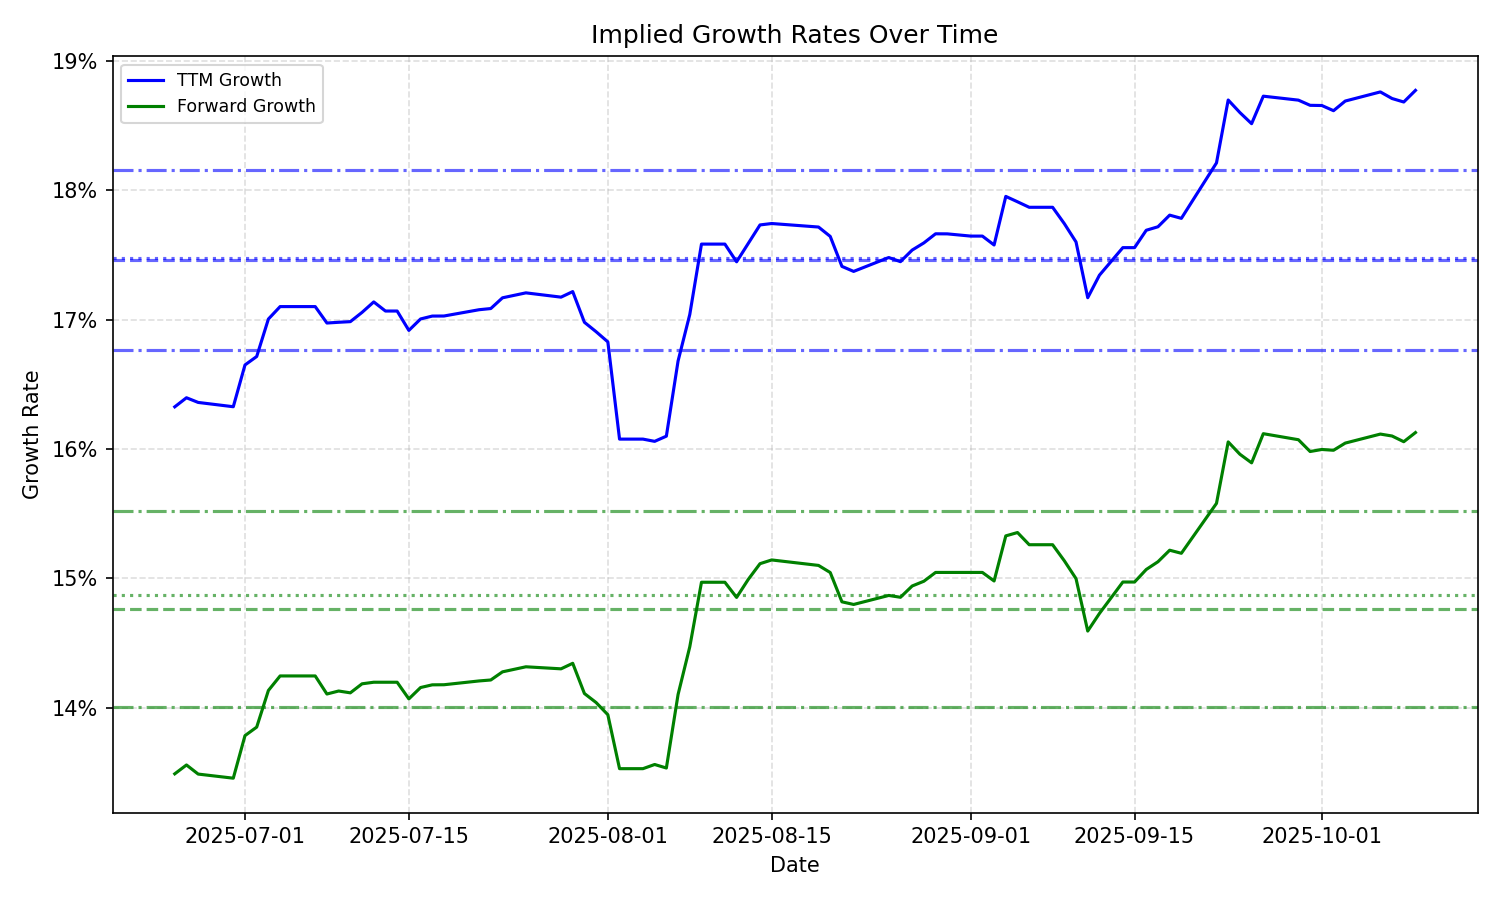 Implied Growth Rates Over Time
TTM Growth
Forward Growth
Growth Rate
19%
18%
17%
16%
15%
14%
2025-07-01
2025-07-15
2025-08-01
2025-08-15
2025-09-01
2025-09-15
2025-10-01
Date